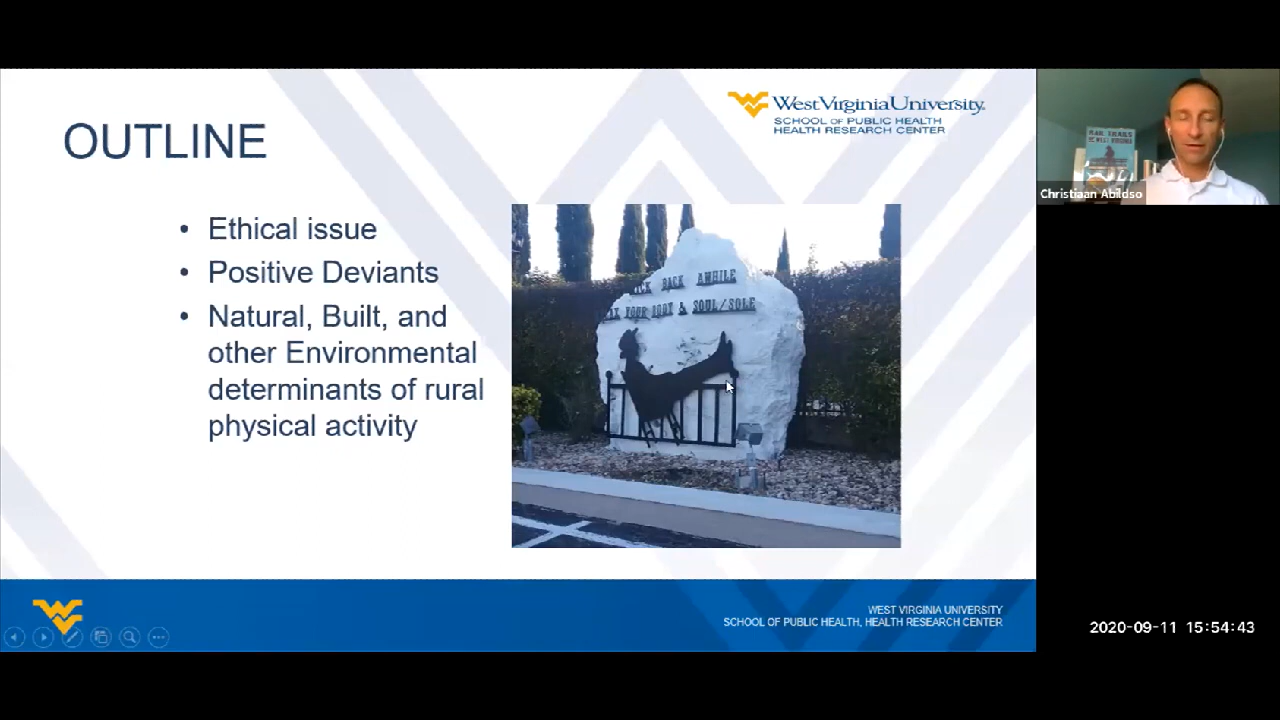 OUTLINE
West Virginia University
SCHOOL OF PUBLIC HEALTH
HEALTH RESEARCH CENTER
• Ethical issue
• Positive Deviants
• Natural, Built, and
other Environmental
determinants of rural
physical activity
BACK AWHILE
YOUR BODY & SOUL/SOLE
WEST VIRGINIA UNIVERSITY
SCHOOL OF PUBLIC HEALTH, HEALTH RESEARCH CENTER
RAIL TRAILS
Christiaan Abildso
2020-09-11 15:54:43